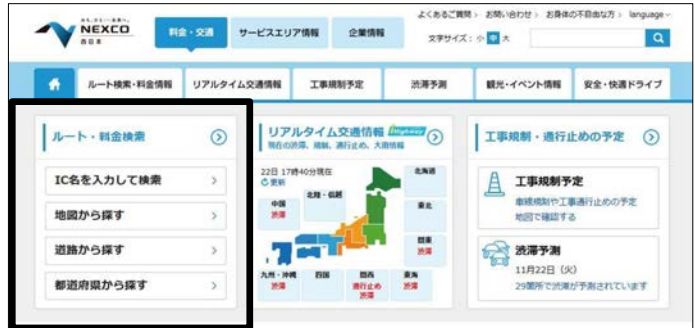 みち、ひと…未来へ。
NEXCO
西日本
料金・交通
サービスエリア情報
企業情報
よくあるご質問
お問い合わせ
お身体の不自由な方
language
文字サイズ：
小 中 大
ルート検索・料金情報
リアルタイム交通情報
工事規制予定
渋滞予測
観光・イベント情報
安全・快適ドライブ
ルート・料金検索
IC名を入力して検索
地図から探す
道路から探す
都道府県から探す
リアルタイム交通情報
現在の渋滞、規制、通行止め、大雨情報
22日 17時40分現在
更新
北海道
北陸・信越
東北
中国
渋滞
関東
渋滞
九州・沖縄
渋滞
四国
関西
通行止め
渋滞
東海
渋滞
工事規制・通行止めの予定
工事規制予定
車線規制や工事通行止めの予定
地図で確認する
渋滞予測
11月22日（火）
29箇所で渋滞が予測されています